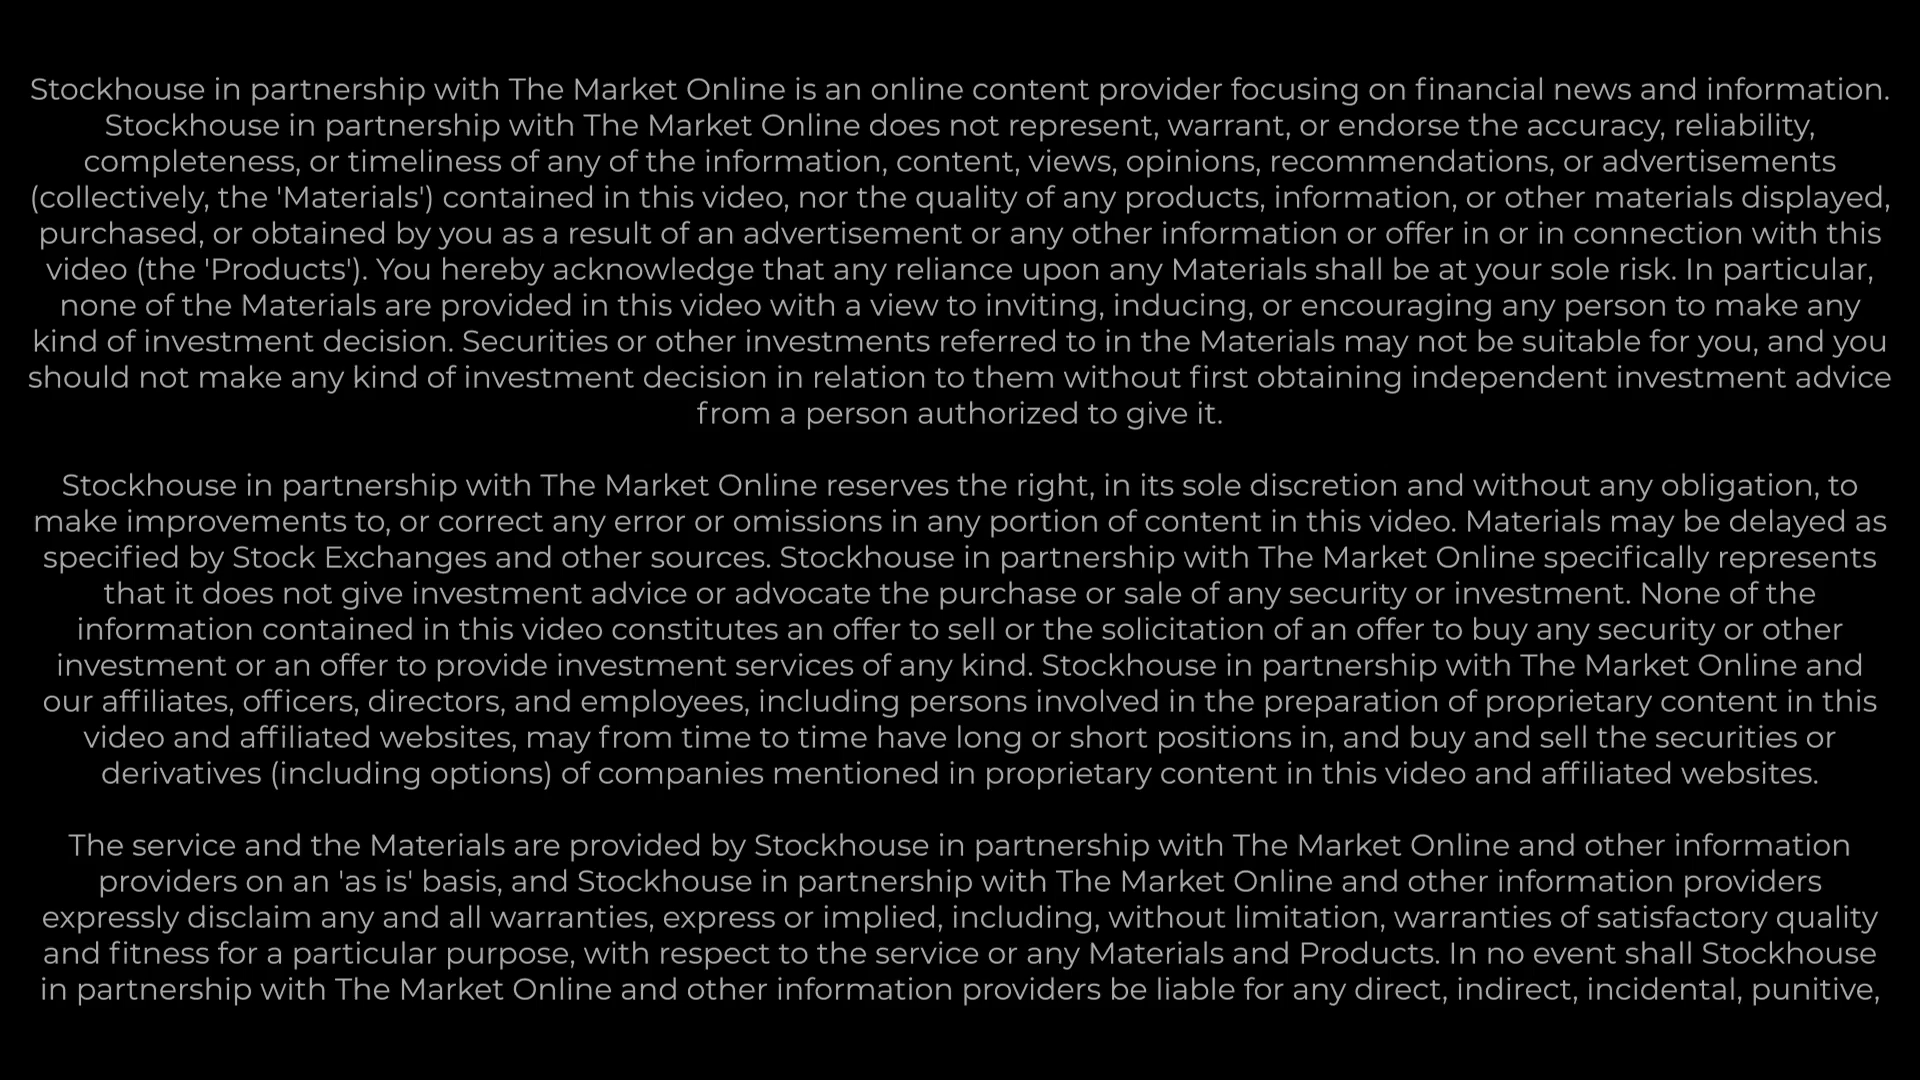 Stockhouse in partnership with The Market Online is an online content provider focusing on financial news and information.
Stockhouse in partnership with The Market Online does not represent, warrant, or endorse the accuracy, reliability,
completeness, or timeliness of any of the information, content, views, opinions, recommendations, or advertisements
(collectively, the 'Materials') contained in this video, nor the quality of any products, information, or other materials displayed,
purchased, or obtained by you as a result of an advertisement or any other information or offer in or in connection with this
video (the 'Products'). You hereby acknowledge that any reliance upon any Materials shall be at your sole risk. In particular,
none of the Materials are provided in this video with a view to inviting, inducing, or encouraging any person to make any
kind of investment decision. Securities or other investments referred to in the Materials may not be suitable for you, and you
should not make any kind of investment decision in relation to them without first obtaining independent investment advice
from a person authorized to give it.
Stockhouse in partnership with The Market Online reserves the right, in its sole discretion and without any obligation, to
make improvements to, or correct any error or omissions in any portion of content in this video. Materials may be delayed as
specified by Stock Exchanges and other sources. Stockhouse in partnership with The Market Online specifically represents
that it does not give investment advice or advocate the purchase or sale of any security or investment. None of the
information contained in this video constitutes an offer to sell or the solicitation of an offer to buy any security or other
investment or an offer to provide investment services of any kind. Stockhouse in partnership with The Market Online and
our affiliates, officers, directors, and employees, including persons involved in the preparation of proprietary content in this
video and affiliated websites, may from time to time have long or short positions in, and buy and sell the securities or
derivatives (including options) of companies mentioned in proprietary content in this video and affiliated websites.
The service and the Materials are provided by Stockhouse in partnership with The Market Online and other information
providers on an 'as is' basis, and Stockhouse in partnership with The Market Online and other information providers
expressly disclaim any and all warranties, express or implied, including, without limitation, warranties of satisfactory quality
and fitness for a particular purpose, with respect to the service or any Materials and Products. In no event shall Stockhouse
in partnership with The Market Online and other information providers be liable for any direct, indirect, incidental, punitive,